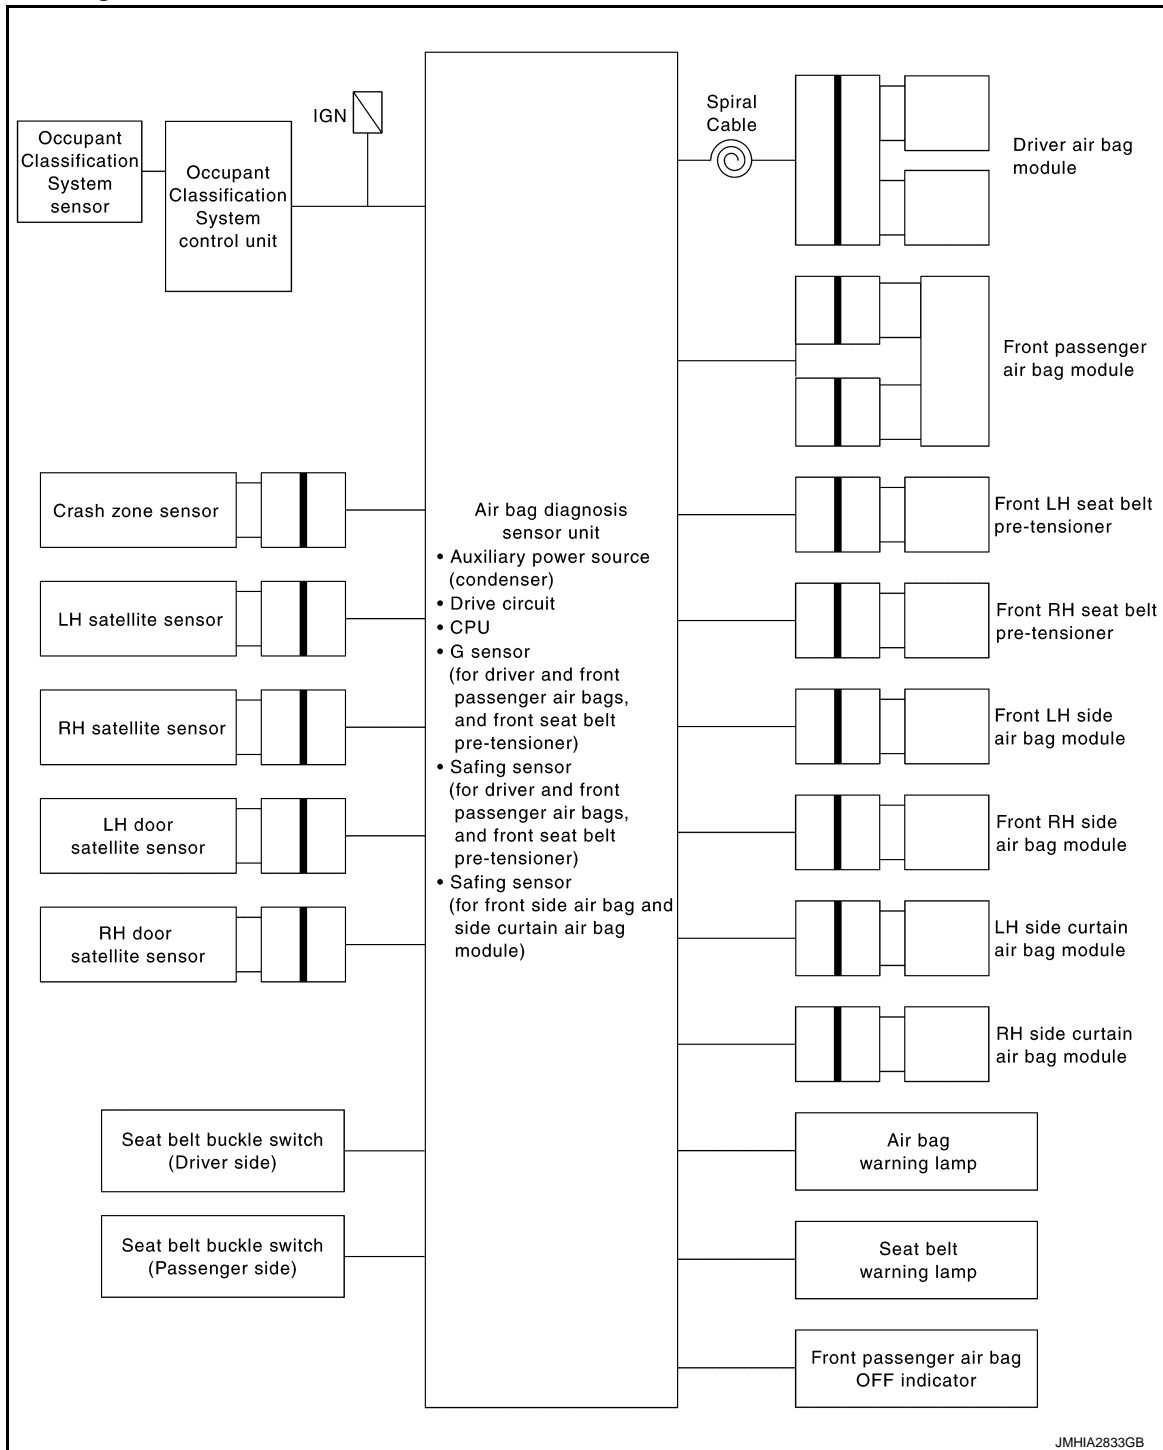 IGN
Occupant
Classification
System
sensor
Occupant
Classification
System
control unit
Crash zone sensor
LH satellite sensor
RH satellite sensor
LH door
satellite sensor
RH door
satellite sensor
Seat belt buckle switch
(Driver side)
Seat belt buckle switch
(Passenger side)
Air bag diagnosis
sensor unit
• Auxiliary power source
(condenser)
• Drive circuit
• CPU
• G sensor
(for driver and front
passenger air bags,
and front seat belt
pre-tensioner)
• Safing sensor
(for driver and front
passenger air bags,
and front seat belt
pre-tensioner)
• Safing sensor
(for front side air bag and
side curtain air bag
module)
Spiral
Cable
Driver air bag
module
Front passenger
air bag module
Front LH seat belt
pre-tensioner
Front RH seat belt
pre-tensioner
Front LH side
air bag module
Front RH side
air bag module
LH side curtain
air bag module
RH side curtain
air bag module
Air bag
warning lamp
Seat belt
warning lamp
Front passenger air bag
OFF indicator
JMHIA2833GB